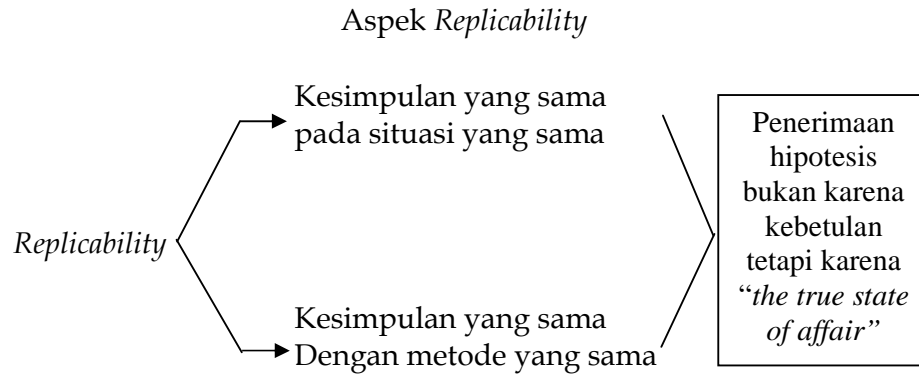 Aspek Replicability
Kesimpulan yang sama
pada situasi yang sama
Replicability
Kesimpulan yang sama
Dengan metode yang sama
Penerimaan
hipotesis
bukan karena
kebetulan
tetapi karena
“the true state
of affair”